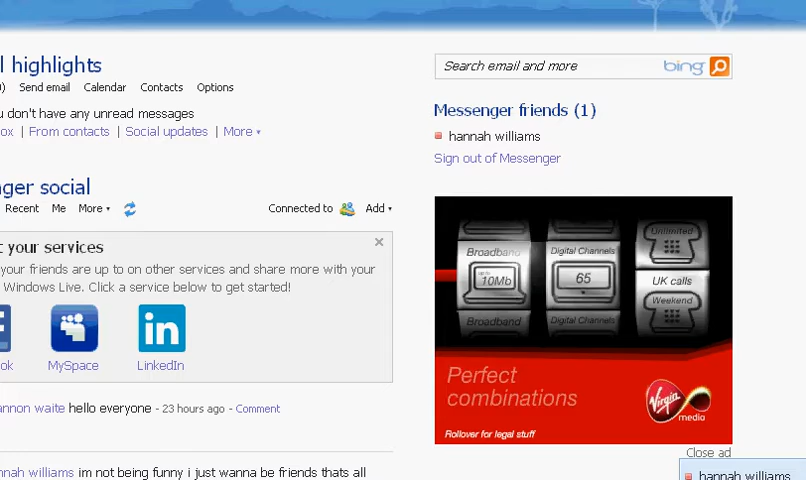 l highlights
) Send email Calendar Contacts Options
u don't have any unread messages
ox | From contacts | Social updates | More
ger social
Recent Me More Connected to Add
t your services
your friends are up to on other services and share more with your
Windows Live. Click a service below to get started!
ok MySpace LinkedIn
annon waite hello everyone - 23 hours ago - Comment
nnah williams im not being funny i just wanna be friends thats all
Search email and more bing
Messenger friends (1)
hannah williams
Sign out of Messenger
Broadband Digital Channels Unlimited
up to 10Mb 65 UK calls
Broadband Digital Channels Weekend
Perfect
combinations
Virgin
media
Rollover for legal stuff
Close ad
hannah williams